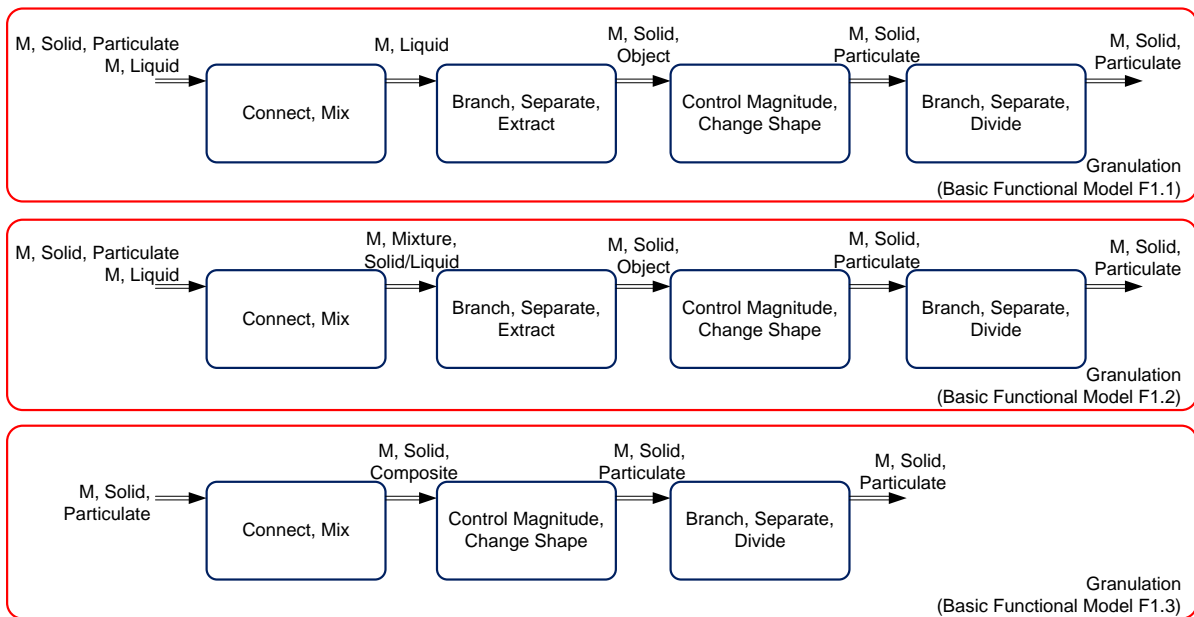 M, Solid, Particulate
M, Liquid
Connect, Mix
M, Liquid
Branch, Separate,
Extract
M, Solid,
Object
Control Magnitude,
Change Shape
M, Solid,
Particulate
Branch, Separate,
Divide
M, Solid,
Particulate
Granulation
(Basic Functional Model F1.1)
M, Solid, Particulate
M, Liquid
Connect, Mix
M, Mixture,
Solid/Liquid
Branch, Separate,
Extract
M, Solid,
Object
Control Magnitude,
Change Shape
M, Solid,
Particulate
Branch, Separate,
Divide
M, Solid,
Particulate
Granulation
(Basic Functional Model F1.2)
M, Solid,
Particulate
Connect, Mix
M, Solid,
Composite
Control Magnitude,
Change Shape
M, Solid,
Particulate
Branch, Separate,
Divide
M, Solid,
Particulate
Granulation
(Basic Functional Model F1.3)